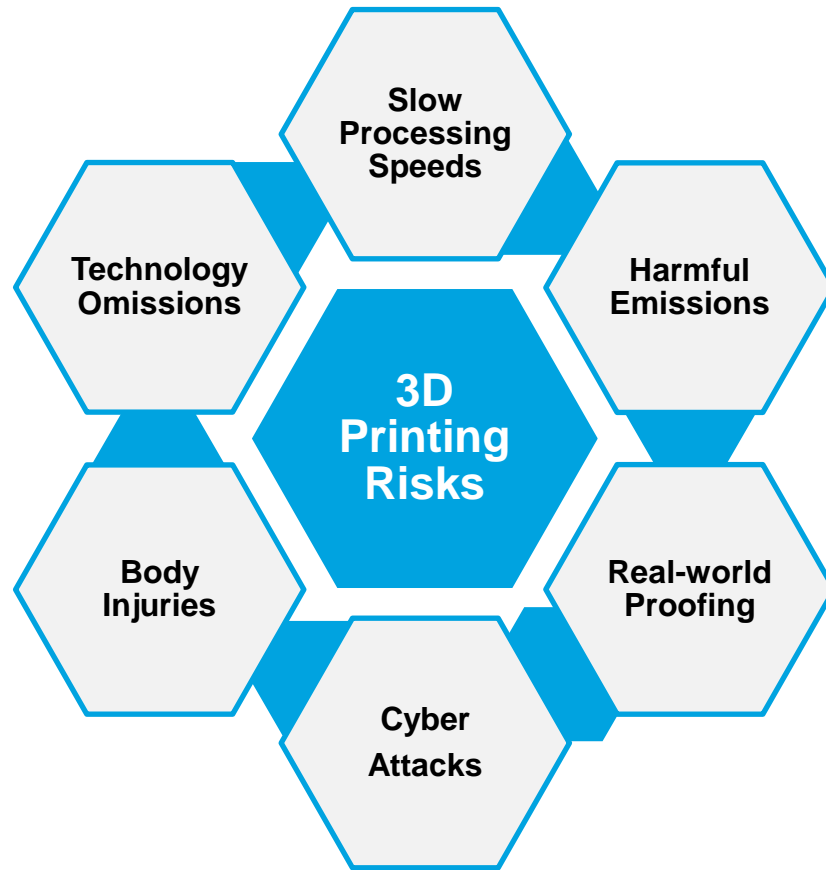 Slow
Processing
Speeds
Technology
Omissions
Harmful
Emissions
3D
Printing
Risks
Body
Injuries
Real-world
Proofing
Cyber
Attacks